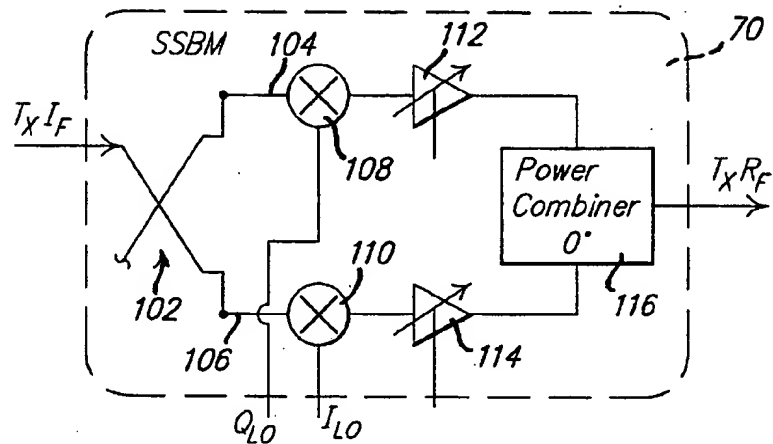 SSBM
104
112
70
TXIF
TXRF
108
Power
Combiner
0°
102
110
116
106
114
QLO
ILO